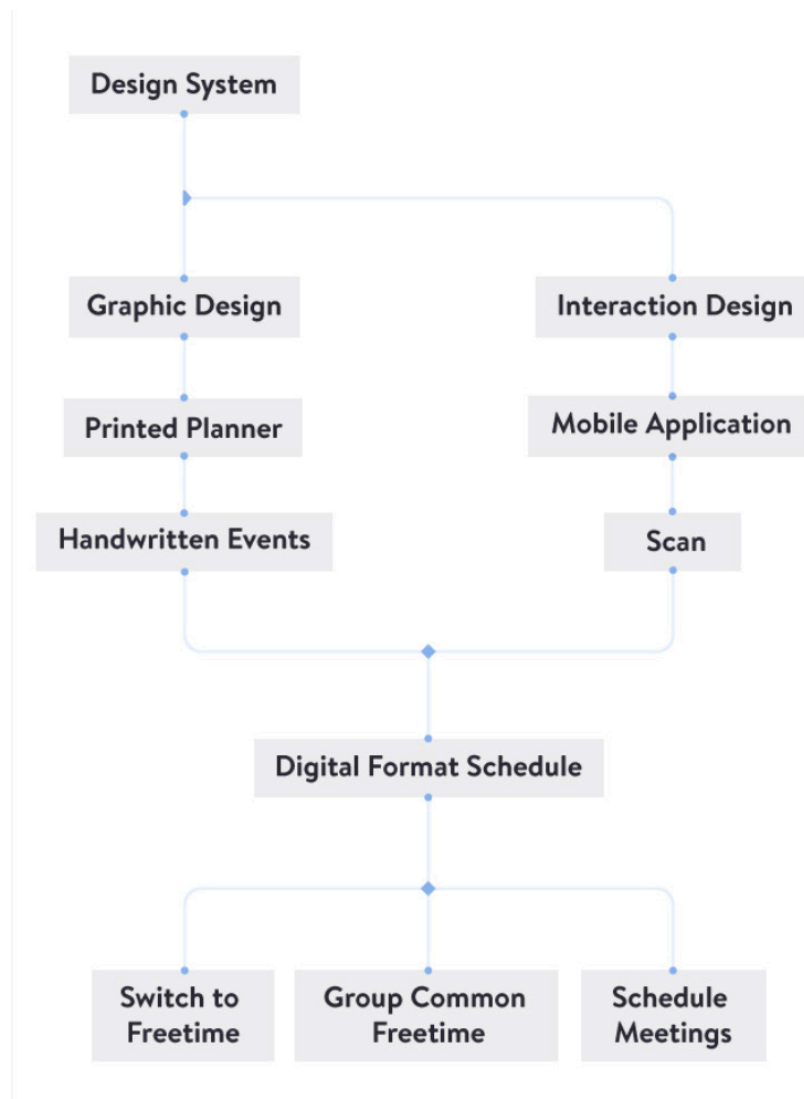 Design System
Graphic Design
Interaction Design
Printed Planner
Mobile Application
Handwritten Events
Scan
Digital Format Schedule
Switch to
Freetime
Group Common
Freetime
Schedule
Meetings